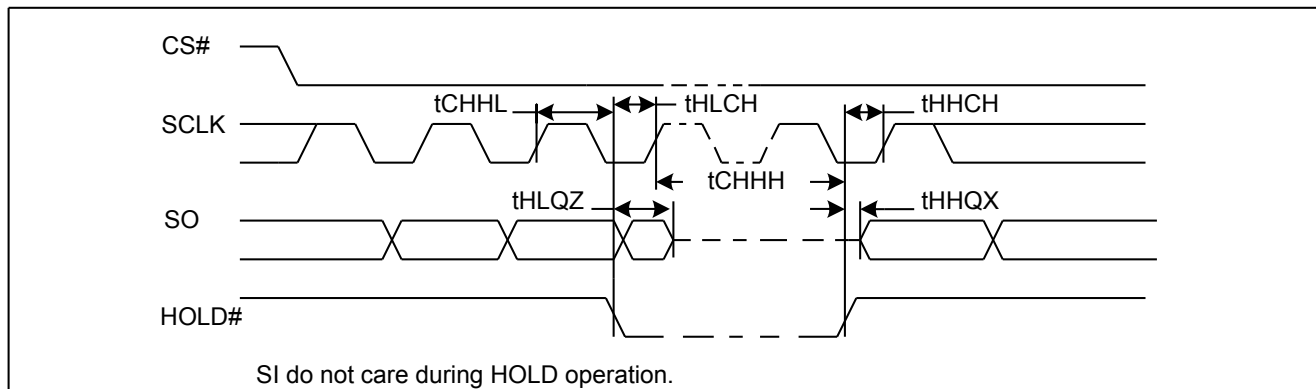 CS#
tCHHL
tHLCH
tHHCH
SCLK
tCHHH
tHLQZ
tHHQX
SO
HOLD#
SI do not care during HOLD operation.